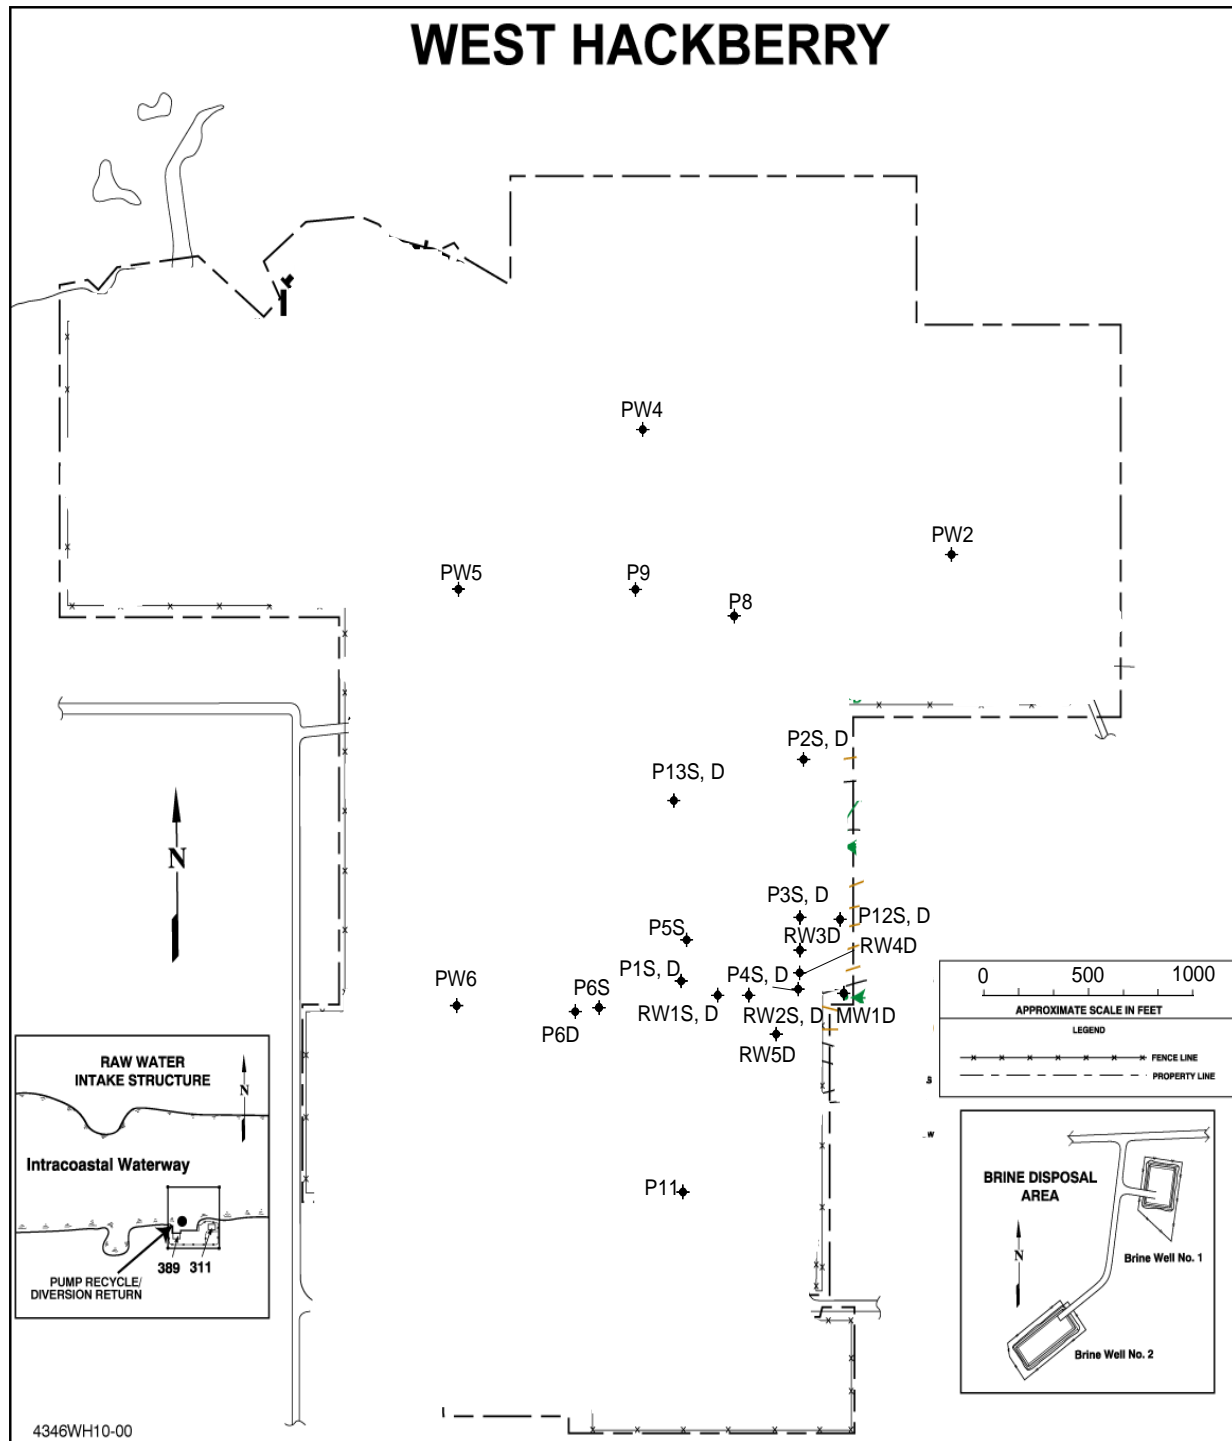 WEST HACKBERRY
PW4
PW2
PW5
P9
P8
P2S, D
P13S, D
P3S, D
P12S, D
P5S
RW3D
RW4D
P1S, D
P4S, D
PW6
P6S
RW1S, D
RW2S, D
MW1D
P6D
RW5D
P11
N
0 500 1000
APPROXIMATE SCALE IN FEET
LEGEND
FENCE LINE
PROPERTY LINE
S
W
RAW WATER
INTAKE STRUCTURE
N
Intracoastal Waterway
389 311
PUMP RECYCLE/
DIVERSION RETURN
BRINE DISPOSAL
AREA
N
Brine Well No. 1
Brine Well No. 2
4346WH10-00